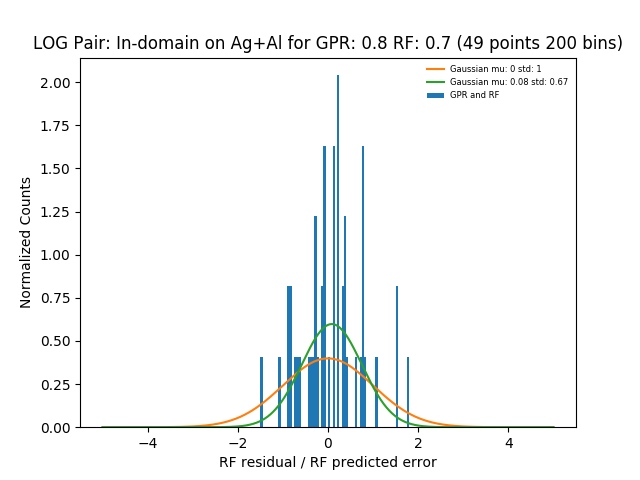 LOG Pair: In-domain on Ag+Al for GPR: 0.8 RF: 0.7 (49 points 200 bins)
Gaussian mu: 0 std: 1
Gaussian mu: 0.08 std: 0.67
GPR and RF
Normalized Counts
2.00
1.75
1.50
1.25
1.00
0.75
0.50
0.25
0.00
−4
−2
0
2
4
RF residual / RF predicted error